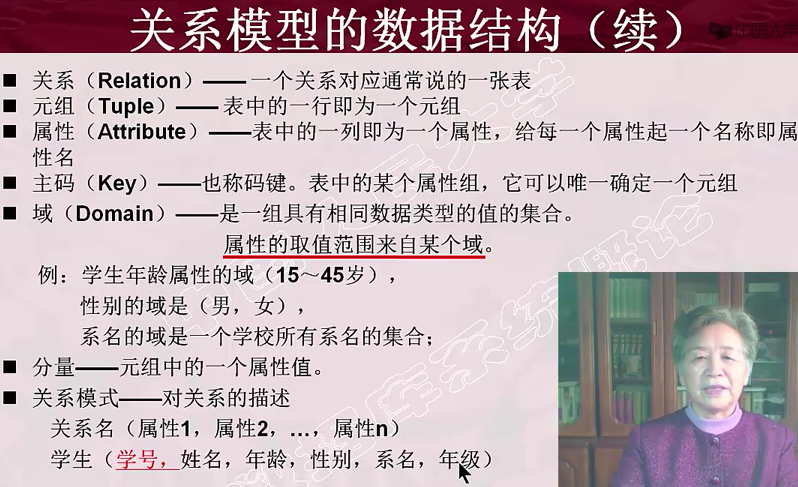 关系模型的数据结构（续）
中国大学
■ 关系（Relation）—— 一个关系对应通常说的一张表
■ 元组（Tuple）—— 表中的一行即为一个元组
■ 属性（Attribute）——表中的一列即为一个属性，给每一个属性起一个名称即属
性名
■ 主码（Key）——也称码键。表中的某个属性组，它可以唯一确定一个元组
■ 域（Domain）——是一组具有相同数据类型的值的集合。
属性的取值范围来自某个域。
例：学生年龄属性的域（15～45岁），
性别的域是（男，女），
系名的域是一个学校所有系名的集合；
■ 分量——元组中的一个属性值。
■ 关系模式——对关系的描述
关系名（属性1，属性2，…，属性n）
学生（学号，姓名，年龄，性别，系名，年级）